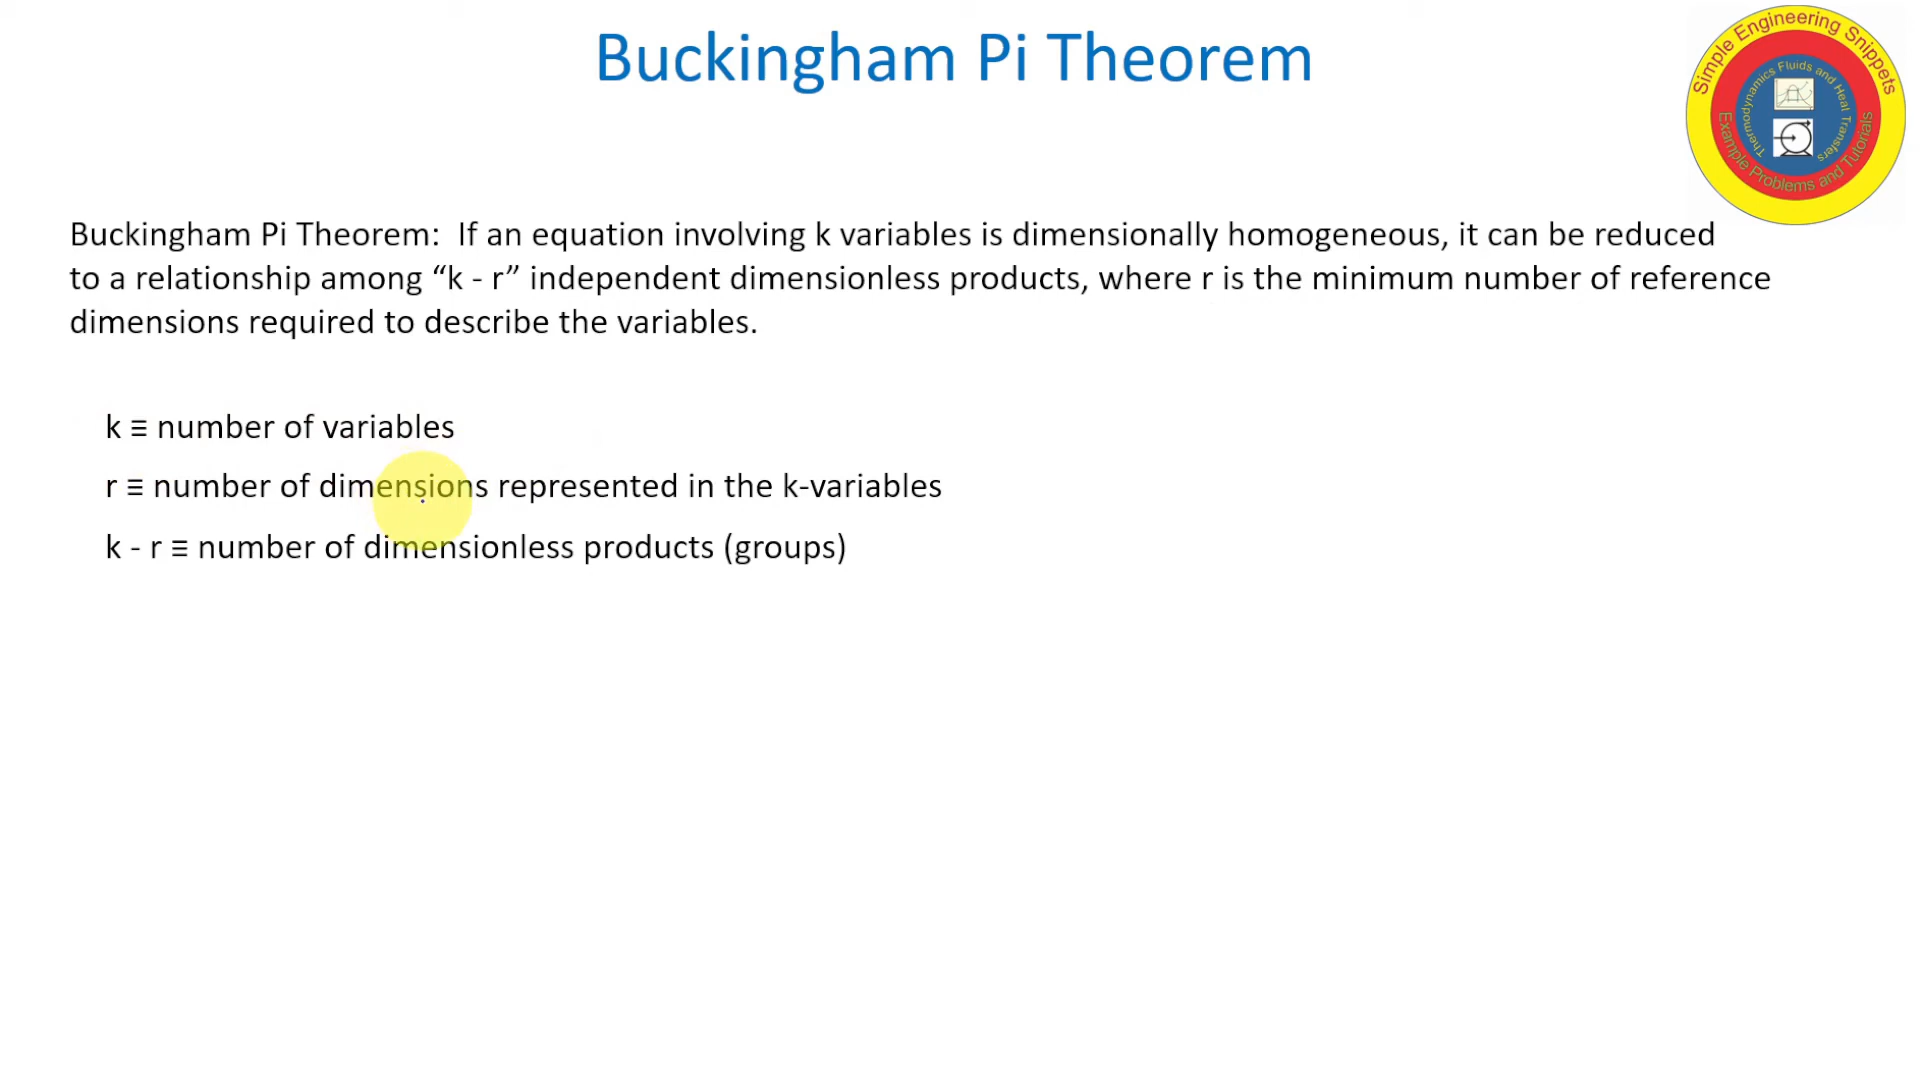 Buckingham Pi Theorem
Simple Engineering Snippets
Thermodynamics Fluids and Heat Transfers
Example Problems and Tutorials
Buckingham Pi Theorem:  If an equation involving k variables is dimensionally homogeneous, it can be reduced
to a relationship among “k - r” independent dimensionless products, where r is the minimum number of reference
dimensions required to describe the variables.
k ≡ number of variables
r ≡ number of dimensions represented in the k-variables
k - r ≡ number of dimensionless products (groups)